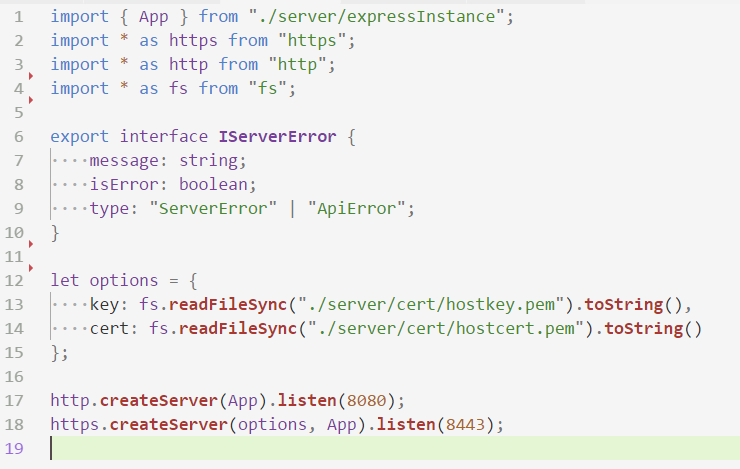 1 import { App } from "./server/expressInstance";
2 import * as https from "https";
3 import * as http from "http";
4 import * as fs from "fs";
5
6 export interface IServerError {
7 ····message: string;
8 ····isError: boolean;
9 ····type: "ServerError" | "ApiError";
10 }
11
12 let options = {
13 ····key: fs.readFileSync("./server/cert/hostkey.pem").toString(),
14 ····cert: fs.readFileSync("./server/cert/hostcert.pem").toString()
15 };
16
17 http.createServer(App).listen(8080);
18 https.createServer(options, App).listen(8443);
19